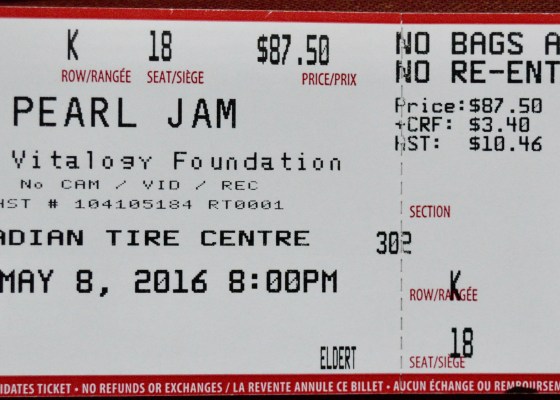 K 18 $87.50
ROW/RANGÉE SEAT/SIÈGE PRICE/PRIX
PEARL JAM
Vitalogy Foundation
No CAM / VID / REC
HST # 104105184 RT0001
ADIAN TIRE CENTRE
MAY 8, 2016 8:00PM
ELDERT
NO BAGS A
NO RE-ENT
Price:$87.50
+CRF: $3.40
HST: $10.46
SECTION
302
K
ROW/RANGÉE
18
SEAT/SIÈGE
IDATES TICKET • NO REFUNDS OR EXCHANGES / LA REVENTE ANNULE CE BILLET • AUCUN ÉCHANGE OU REMBOURSEM